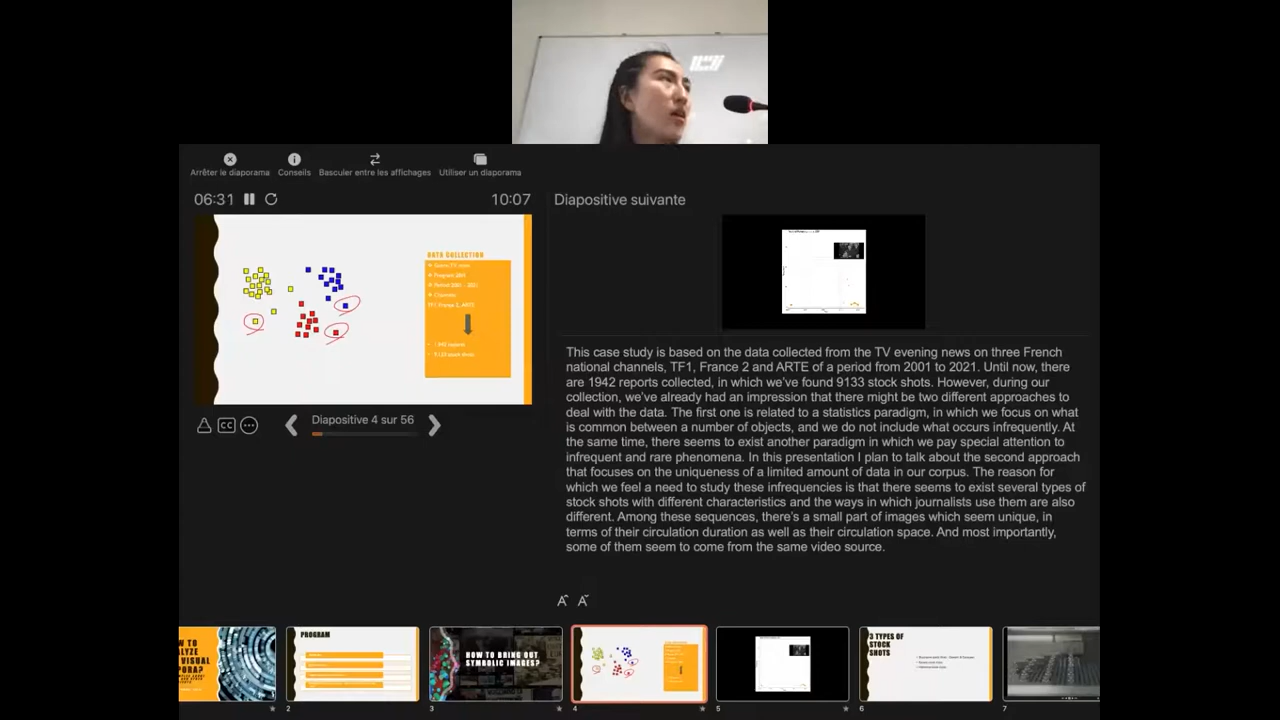 Arrêter le diaporama
Conseils
Basculer entre les affichages
Utiliser un diaporama
06:31
10:07
DATA COLLECTION
Period 2001 - 2021
Channels
TF1, France 2, ARTE
Diapositive 4 sur 56
CC
Diapositive suivante
This case study is based on the data collected from the TV evening news on three French
national channels, TF1, France 2 and ARTE of a period from 2001 to 2021. Until now, there
are 1942 reports collected, in which we've found 9133 stock shots. However, during our
collection, we've already had an impression that there might be two different approaches to
deal with the data. The first one is related to a statistics paradigm, in which we focus on what
is common between a number of objects, and we do not include what occurs infrequently. At
the same time, there seems to exist another paradigm in which we pay special attention to
infrequent and rare phenomena. In this presentation I plan to talk about the second approach
that focuses on the uniqueness of a limited amount of data in our corpus. The reason for
which we feel a need to study these infrequencies is that there seems to exist several types of
stock shots with different characteristics and the ways in which journalists use them are also
different. Among these sequences, there's a small part of images which seem unique, in
terms of their circulation duration as well as their circulation space. And most importantly,
some of them seem to come from the same video source.
A A
PROGRAM
HOW TO BRING OUT
SYMBOLIC IMAGES?
3 TYPES OF
STOCK
SHOTS
2
3
4
5
6
7